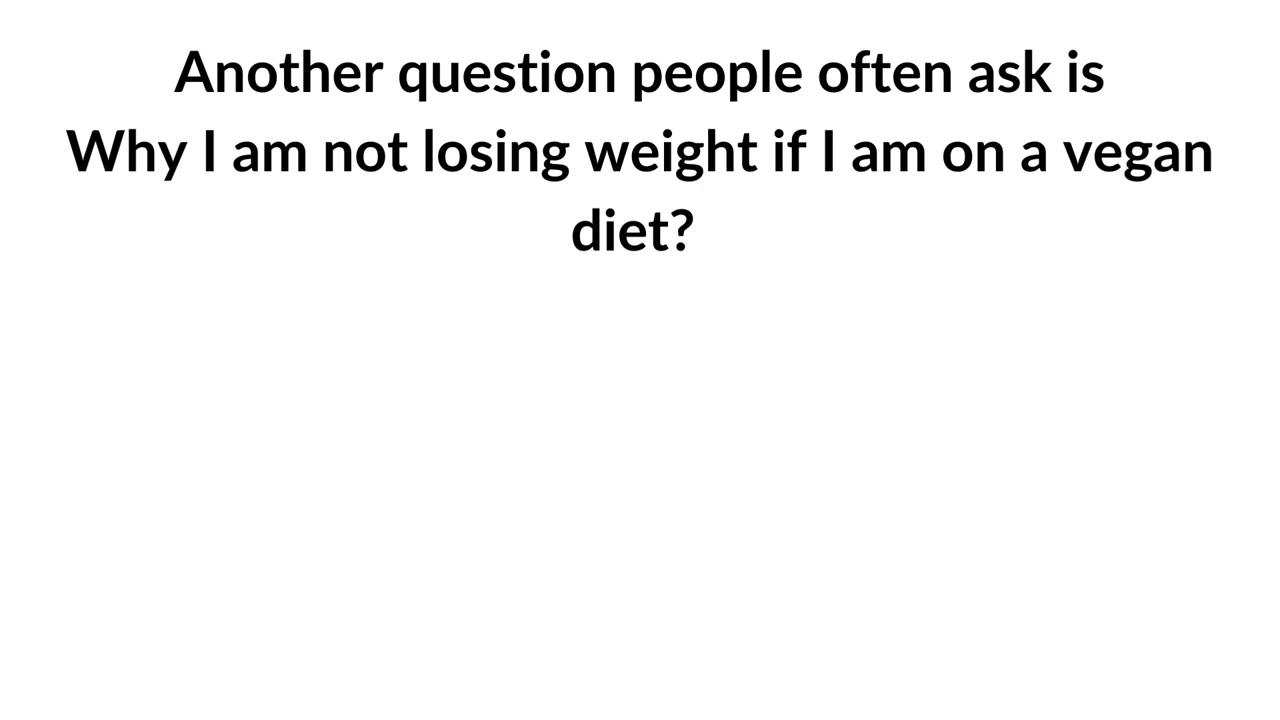 Another question people often ask is
Why I am not losing weight if I am on a vegan
diet?